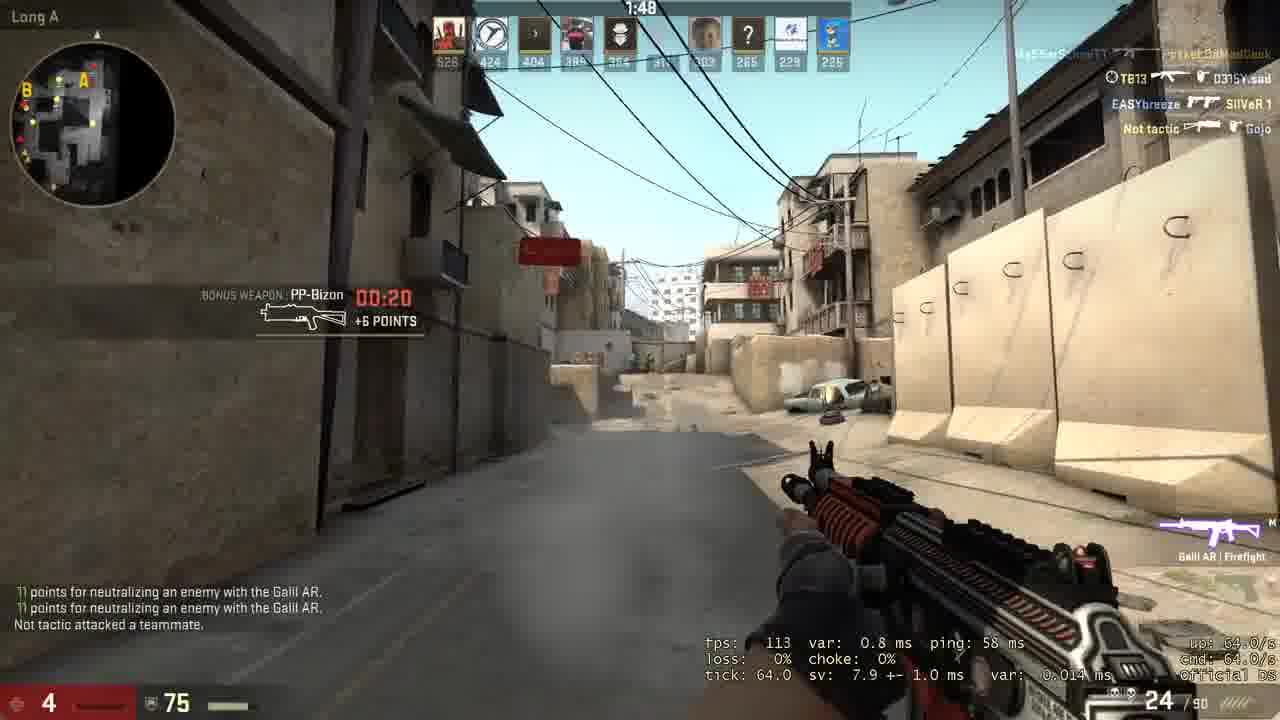 Long A
1:48
526 424 404 385 354 303 265 229 225
TB13 D315Y.sad
EASYbreeze SIlVeR 1
Not tactic Gojo
B
A
BONUS WEAPON: PP-Bizon 00:20
+6 POINTS
?
M
Galil AR | Firefight
11 points for neutralizing an enemy with the Galil AR.
11 points for neutralizing an enemy with the Galil AR.
Not tactic attacked a teammate.
fps: 113 var: 0.8 ms ping: 58 ms up: 64.0/s
loss: 0% choke: 0% cmd: 64.0/s
tick: 64.0 sv: 7.9 +- 1.0 ms var: 0.014 ms official DS
4 75 24 / 90